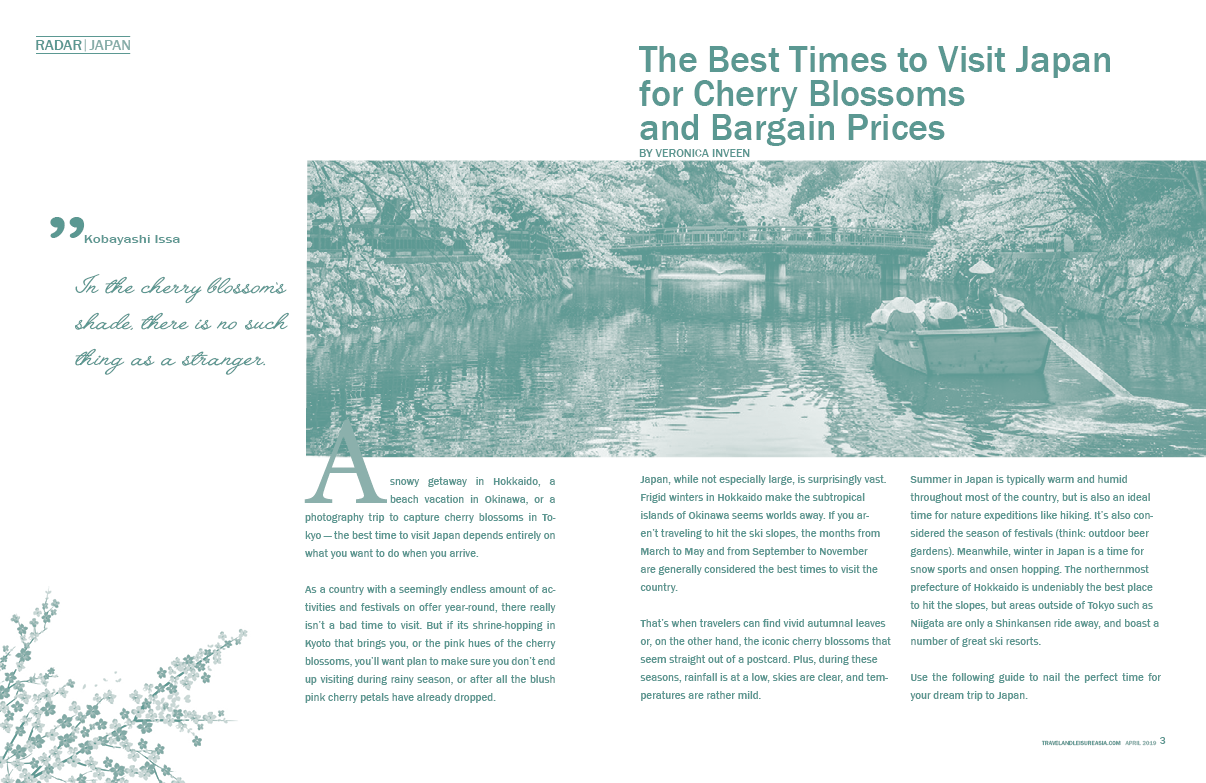 RADAR|JAPAN
The Best Times to Visit Japan
for Cherry Blossoms
and Bargain Prices
BY VERONICA INVEEN
” Kobayashi Issa
In the cherry blossom's
shade, there is no such
thing as a stranger.
A snowy getaway in Hokkaido, a
beach vacation in Okinawa, or a
photography trip to capture cherry blossoms in To-
kyo — the best time to visit Japan depends entirely on
what you want to do when you arrive.
As a country with a seemingly endless amount of ac-
tivities and festivals on offer year-round, there really
isn't a bad time to visit. But if its shrine-hopping in
Kyoto that brings you, or the pink hues of the cherry
blossoms, you'll want plan to make sure you don't end
up visiting during rainy season, or after all the blush
pink cherry petals have already dropped.
Japan, while not especially large, is surprisingly vast.
Frigid winters in Hokkaido make the subtropical
islands of Okinawa seems worlds away. If you ar-
en't traveling to hit the ski slopes, the months from
March to May and from September to November
are generally considered the best times to visit the
country.
That's when travelers can find vivid autumnal leaves
or, on the other hand, the iconic cherry blossoms that
seem straight out of a postcard. Plus, during these
seasons, rainfall is at a low, skies are clear, and tem-
peratures are rather mild.
Summer in Japan is typically warm and humid
throughout most of the country, but is also an ideal
time for nature expeditions like hiking. It's also con-
sidered the season of festivals (think: outdoor beer
gardens). Meanwhile, winter in Japan is a time for
snow sports and onsen hopping. The northernmost
prefecture of Hokkaido is undeniably the best place
to hit the slopes, but areas outside of Tokyo such as
Niigata are only a Shinkansen ride away, and boast a
number of great ski resorts.
Use the following guide to nail the perfect time for
your dream trip to Japan.
TRAVELANDLEISUREASIA.COM APRIL 2019 3